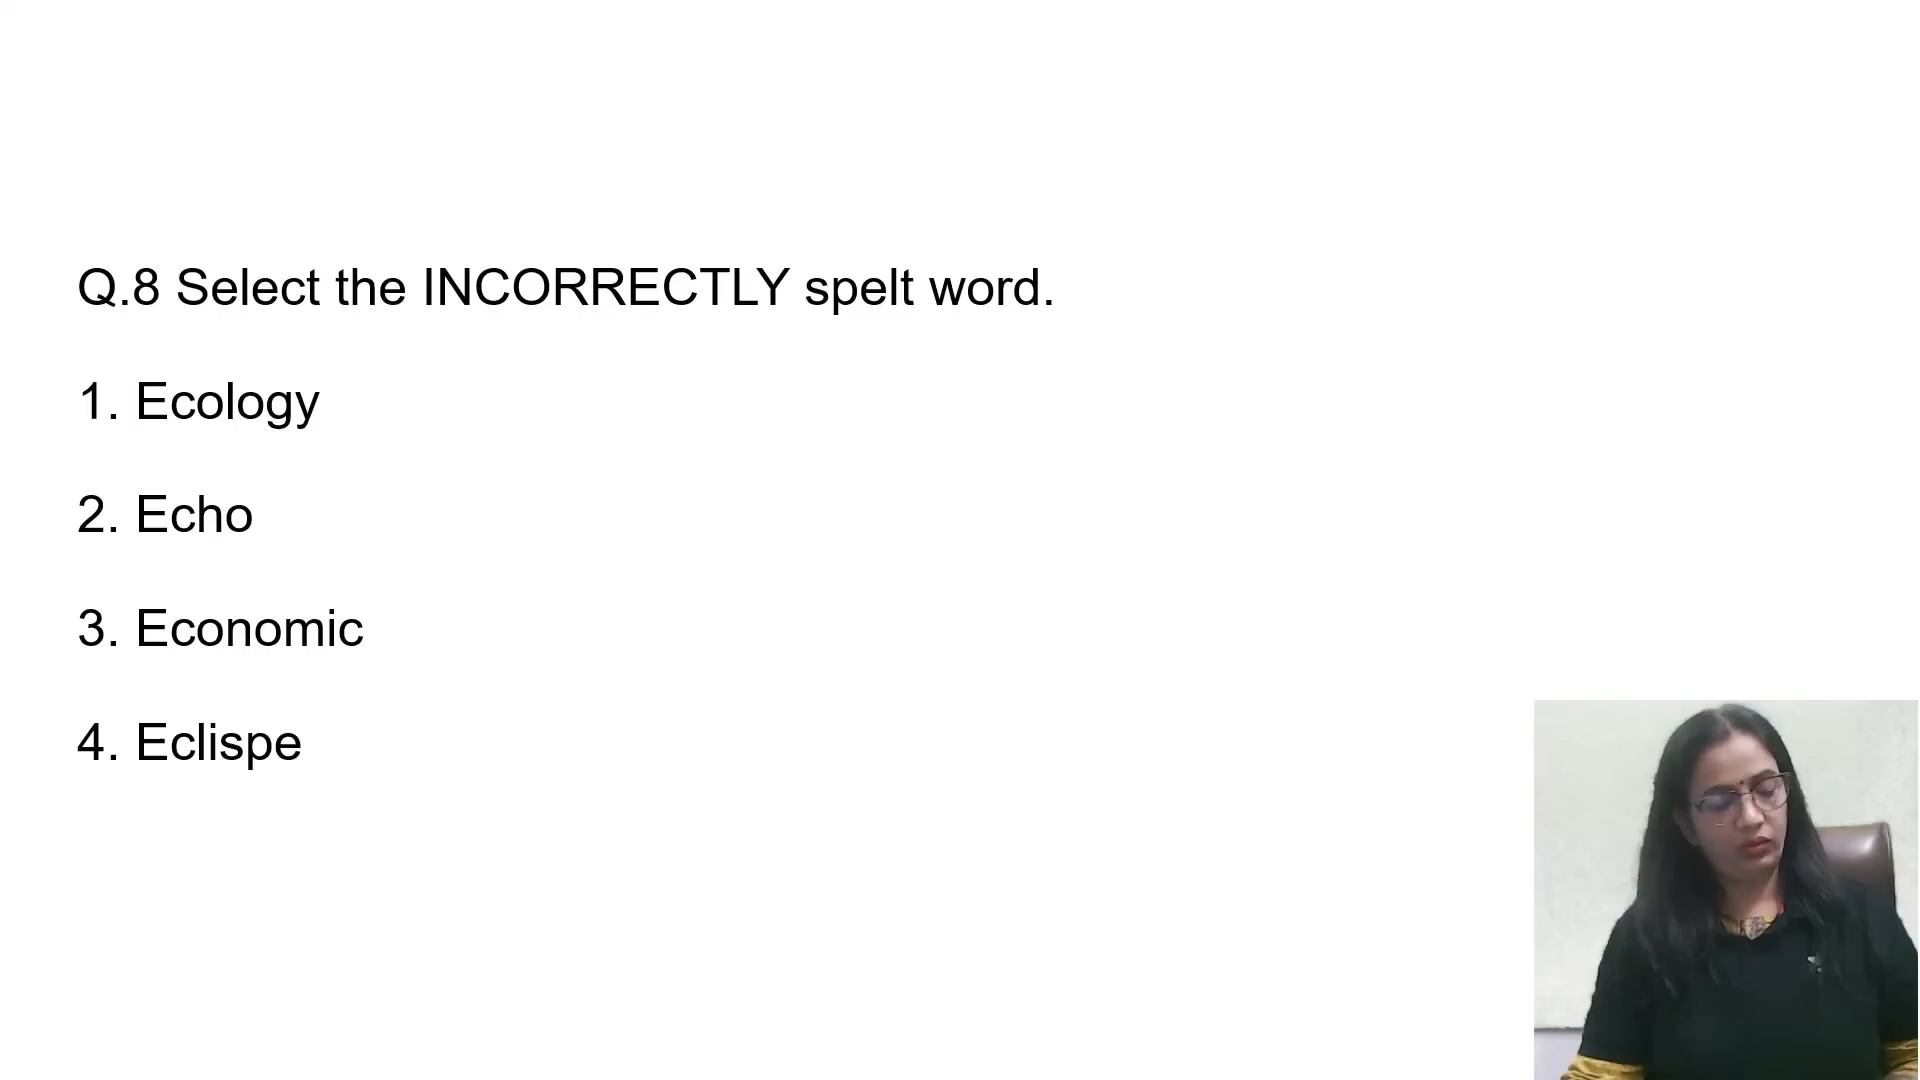 Q.8 Select the INCORRECTLY spelt word.
1. Ecology
2. Echo
3. Economic
4. Eclispe